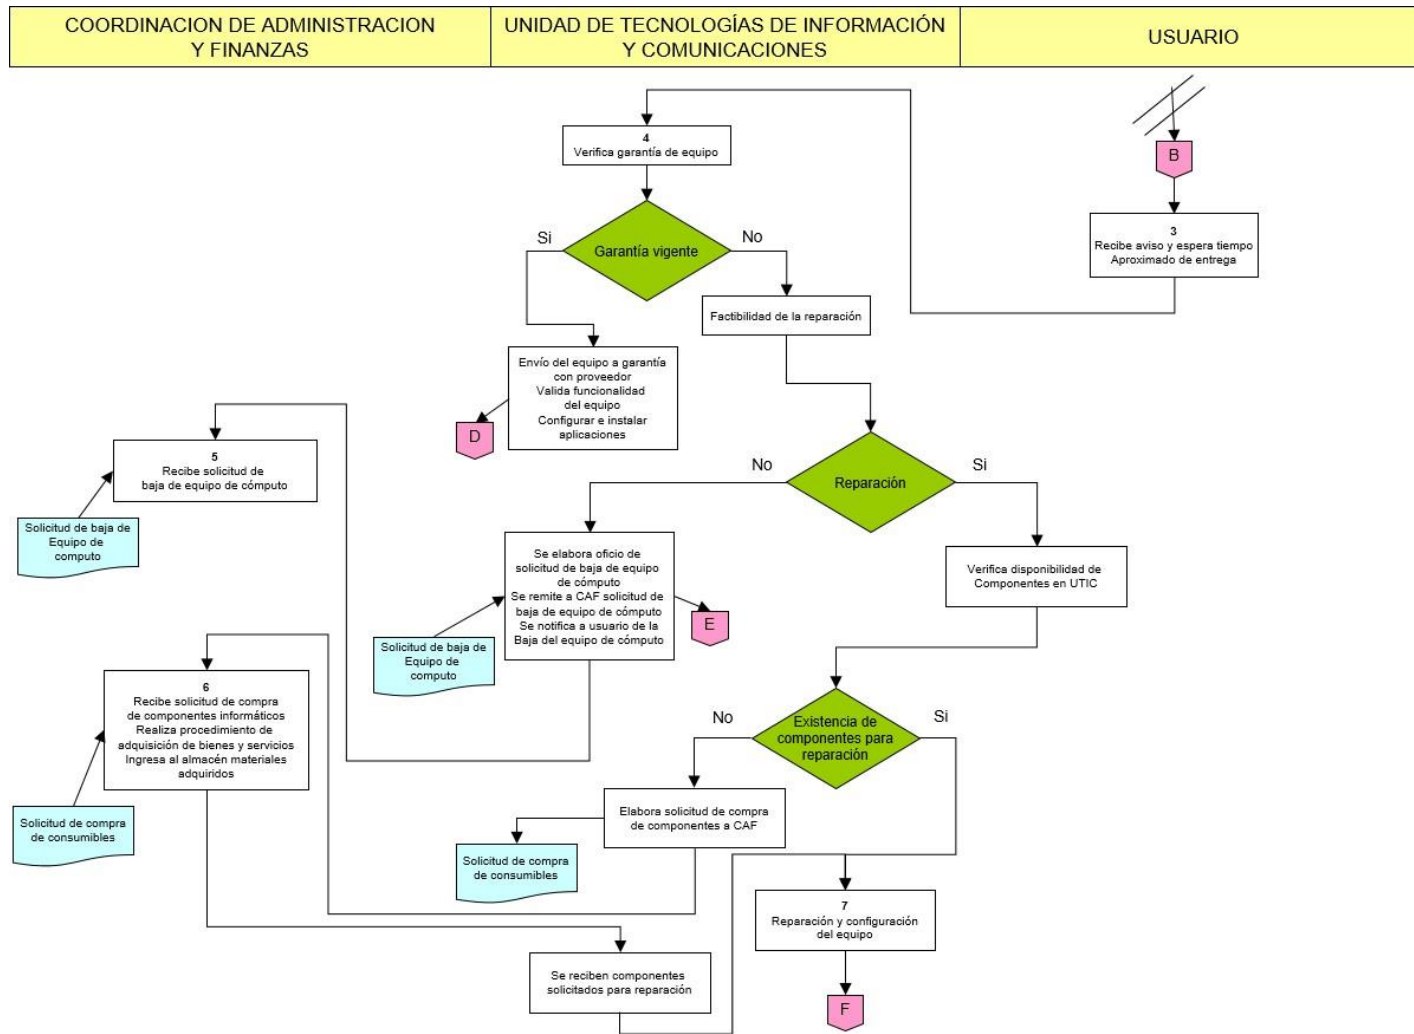 COORDINACION DE ADMINISTRACION
Y FINANZAS
UNIDAD DE TECNOLOGÍAS DE INFORMACIÓN
Y COMUNICACIONES
USUARIO
4
Verifica garantía de equipo
B
3
Recibe aviso y espera tiempo
Aproximado de entrega
Si
No
Garantía vigente
Factibilidad de la reparación
Envío del equipo a garantía
con proveedor
Valida funcionalidad
del equipo
Configurar e instalar
aplicaciones
D
5
Recibe solicitud de
baja de equipo de cómputo
Solicitud de baja de
Equipo de
computo
No
Si
Reparación
Se elabora oficio de
solicitud de baja de equipo
de cómputo
Se remite a CAF solicitud de
baja de equipo de cómputo
Se notifica a usuario de la
Baja del equipo de cómputo
E
Solicitud de baja de
Equipo de
computo
Verifica disponibilidad de
Componentes en UTIC
6
Recibe solicitud de compra
de componentes informáticos
Realiza procedimiento de
adquisición de bienes y servicios
Ingresa al almacén materiales
adquiridos
Solicitud de compra
de consumibles
No
Si
Existencia de
componentes para
reparación
Elabora solicitud de compra
de componentes a CAF
Solicitud de compra
de consumibles
7
Reparación y configuración
del equipo
Se reciben componentes
solicitados para reparación
F